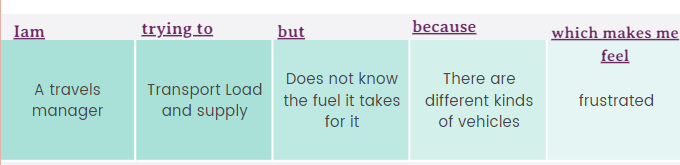 Iam
trying to
but
because
which makes me
feel
A travels
manager
Transport Load
and supply
Does not know
the fuel it takes
for it
There are
different kinds
of vehicles
frustrated